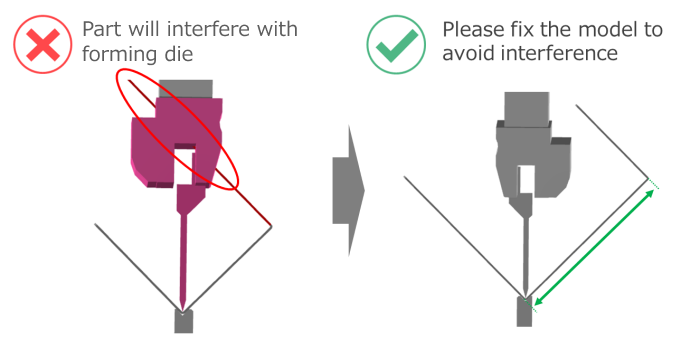 Part will interfere with
forming die
Please fix the model to
avoid interference